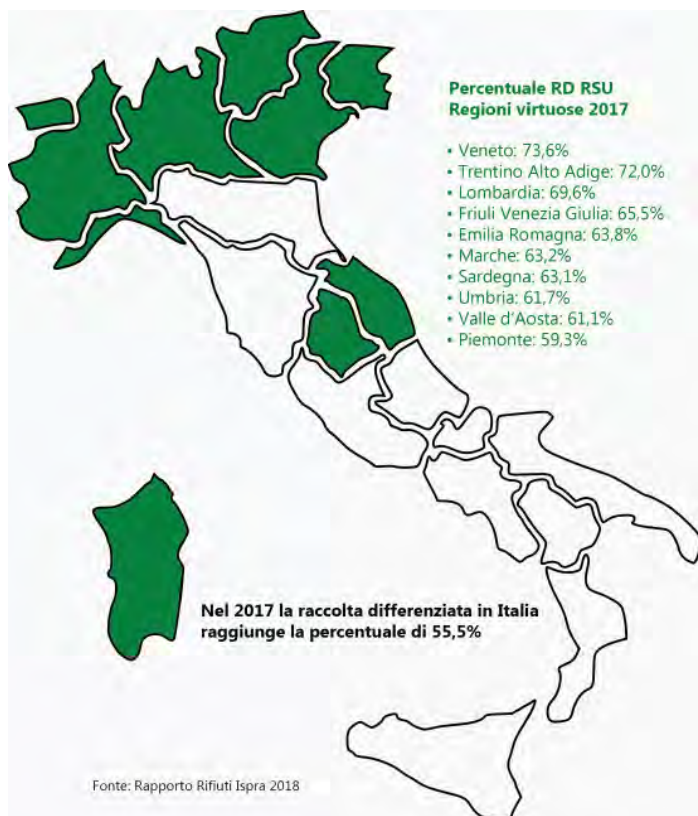 Percentuale RD RSU
Regioni virtuose 2017
• Veneto: 73,6%
• Trentino Alto Adige: 72,0%
• Lombardia: 69,6%
• Friuli Venezia Giulia: 65,5%
• Emilia Romagna: 63,8%
• Marche: 63,2%
• Sardegna: 63,1%
• Umbria: 61,7%
• Valle d'Aosta: 61,1%
• Piemonte: 59,3%
Nel 2017 la raccolta differenziata in Italia
raggiunge la percentuale di 55,5%
Fonte: Rapporto Rifiuti Ispra 2018